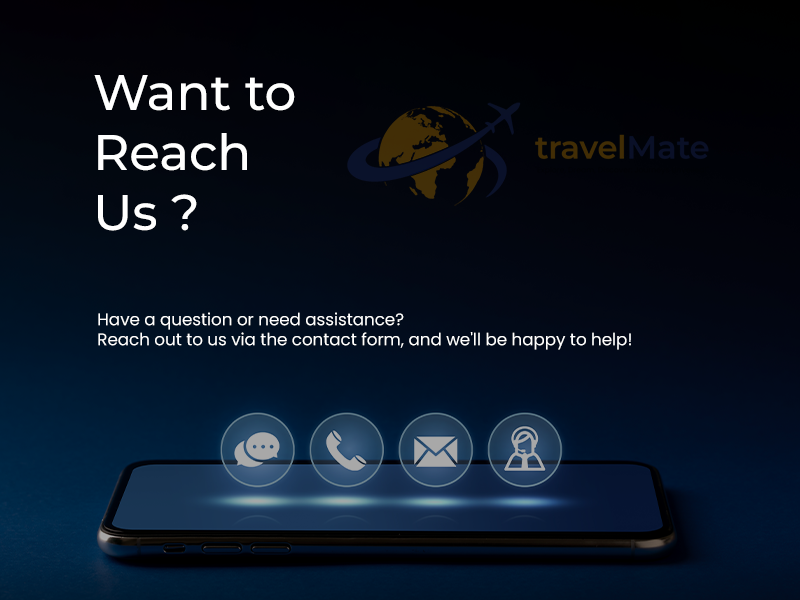 Want to
Reach
Us ?
travelMate
Have a question or need assistance?
Reach out to us via the contact form, and we'll be happy to help!